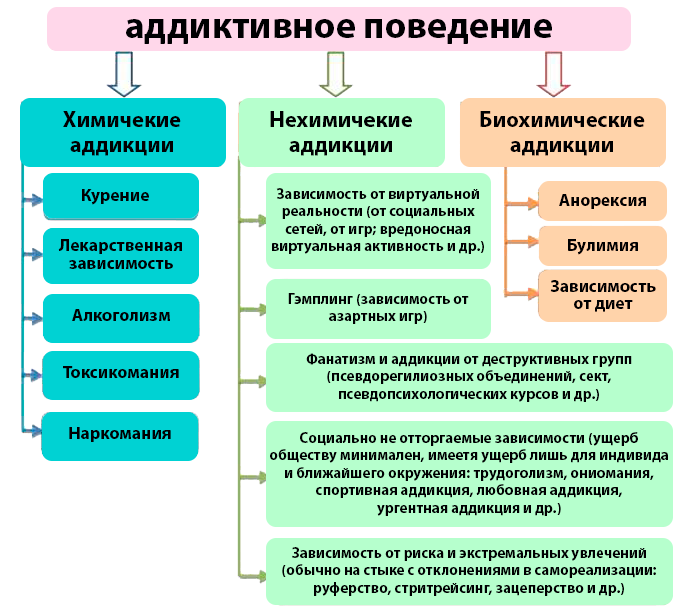 аддиктивное поведение
Химичекие
аддикции
Курение
Лекарственная
зависимость
Алкоголизм
Токсикомания
Наркомания
Нехимичекие
аддикции
Зависимость от виртуальной
реальности (от социальных
сетей, от игр; вредоносная
виртуальная активность и др.)
Гэмплинг (зависимость от
азартных игр)
Фанатизм и аддикции от деструктивных групп
(псевдорегилиозных объединений, сект,
псевдопсихологических курсов и др.)
Социально не отторгаемые зависимости (ущерб
обществу минимален, имеетя ущерб лишь для индивида
и ближайшего окружения: трудоголизм, ониомания,
спортивная аддикция, любовная аддикция,
ургентная аддикция и др.)
Зависимость от риска и экстремальных увлечений
(обычно на стыке с отклонениями в самореализации:
руферство, стритрейсинг, зацеперство и др.)
Биохимические
аддикции
Анорексия
Булимия
Зависимость
от диет